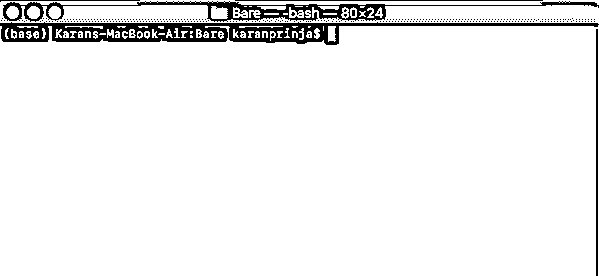 Bare — -bash — 80×24
(base) Karans-MacBook-Air:Bare karanprinja$